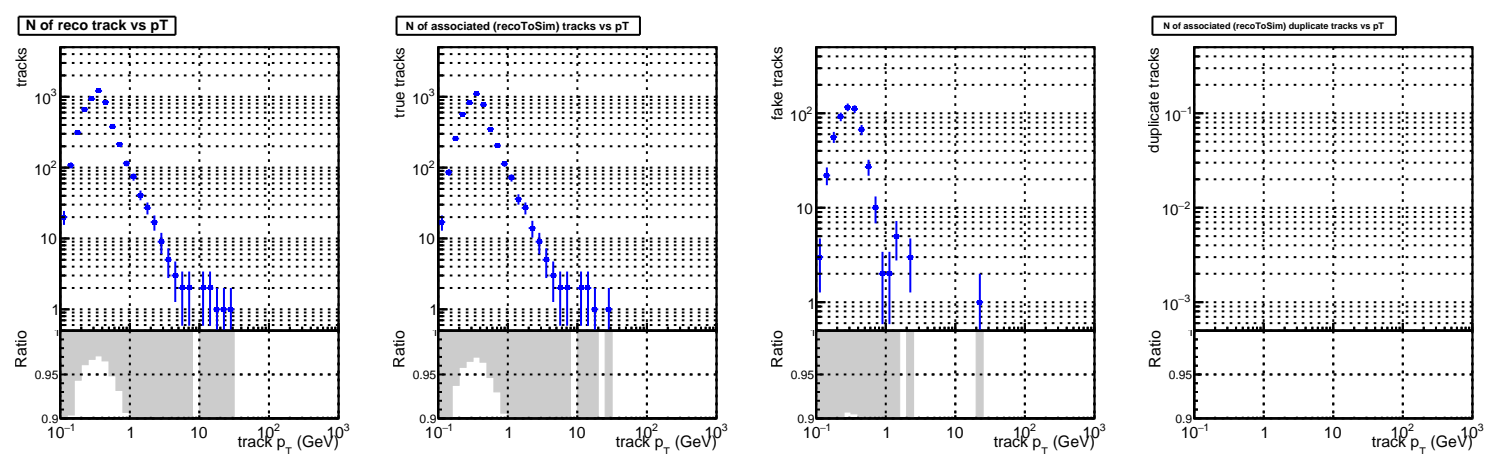 N of reco track vs pT
tracks
10³
10²
10
1
Ratio
1
0.95
0.9
10⁻¹ 1 10 10² 10³
track p_T (GeV)
N of associated (recoToSim) tracks vs pT
true tracks
10³
10²
10
1
Ratio
1
0.95
0.9
10⁻¹ 1 10 10² 10³
track p_T (GeV)
fake tracks
10²
10
1
Ratio
1
0.95
0.9
10⁻¹ 1 10 10² 10³
track p_T (GeV)
N of associated (recoToSim) duplicate tracks vs pT
duplicate tracks
10⁻¹
10⁻²
10⁻³
Ratio
1
0.95
0.9
10⁻¹ 1 10 10² 10³
track p_T (GeV)